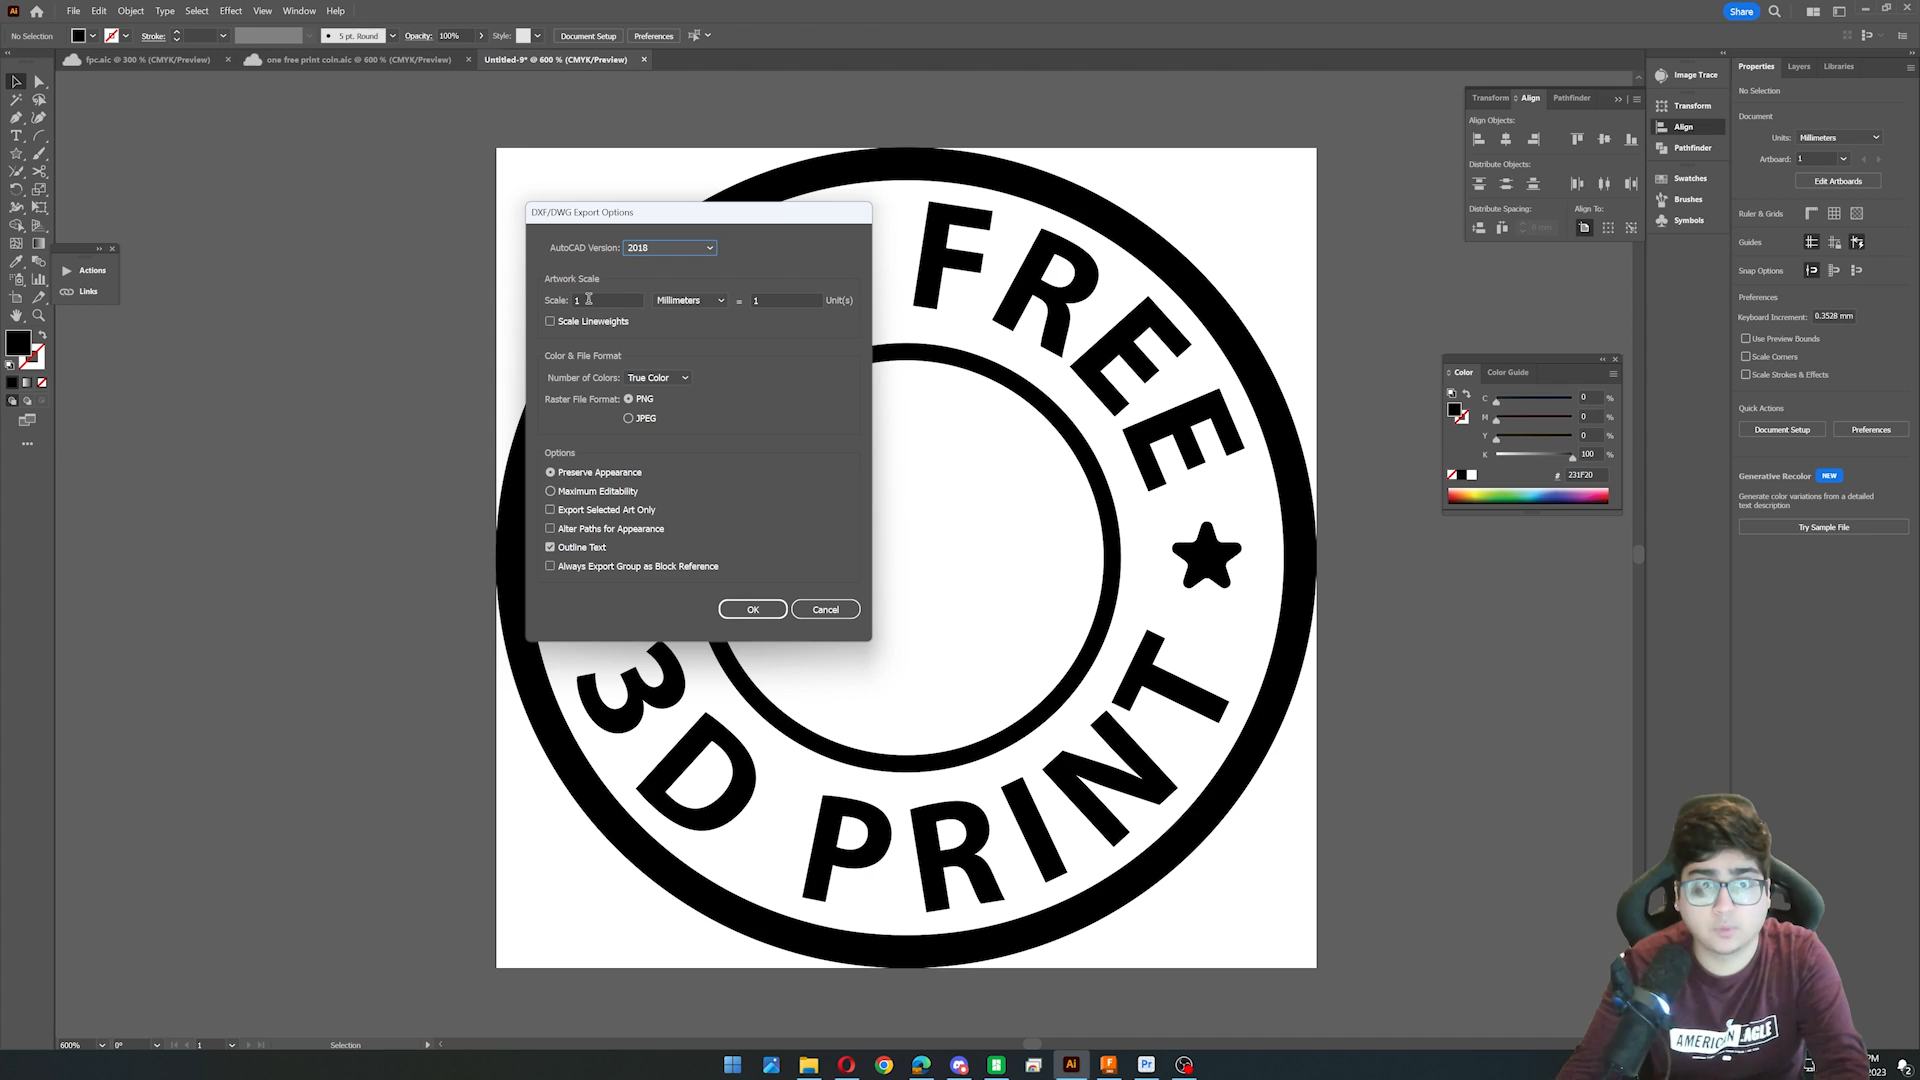 File Edit Object Type Select Effect View Window Help
Share
No Selection
Stroke:
5 pt. Round
Opacity: 100%
Style:
Document Setup
Preferences
fpc.aic @ 300 % (CMYK/Preview)
one free print coin.aic @ 600 % (CMYK/Preview)
Untitled-9* @ 600 % (CMYK/Preview)
Actions
Links
DXF/DWG Export Options
AutoCAD Version: 2018
Artwork Scale
Scale: 1 Millimeters = 1 Unit(s)
Scale Lineweights
Color & File Format
Number of Colors: True Color
Raster File Format: PNG
JPEG
Options
Preserve Appearance
Maximum Editability
Export Selected Art Only
Alter Paths for Appearance
Outline Text
Always Export Group as Block Reference
OK
Cancel
FREE
3D PRINT
Transform Align Pathfinder
Align Objects:
Distribute Objects:
Distribute Spacing:
Align To:
0 mm
Color Color Guide
C 0 %
M 0 %
Y 0 %
K 100 %
# 231F20
Image Trace
Transform
Align
Pathfinder
Swatches
Brushes
Symbols
Properties Layers Libraries
No Selection
Document
Units: Millimeters
Artboard: 1
Edit Artboards
Ruler & Grids
Guides
Snap Options
Preferences
Keyboard Increment: 0.3528 mm
Use Preview Bounds
Scale Corners
Scale Strokes & Effects
Quick Actions
Document Setup
Preferences
Generative Recolor NEW
Generate color variations from a detailed
text description
Try Sample File
AMERICAN EAGLE
600% 0° 1 Selection
Ai
Pr
PM
2023
2